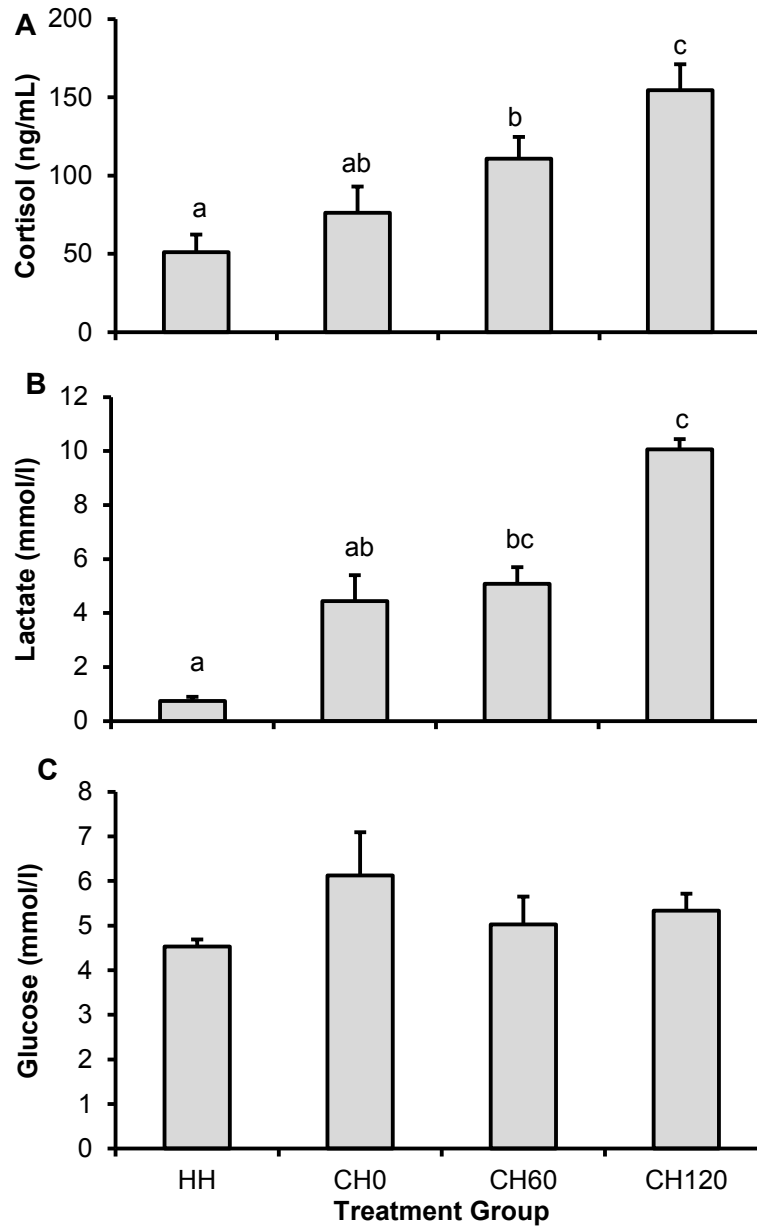 A
Cortisol (ng/mL)
200
150
100
50
0
a
ab
b
c
B
Lactate (mmol/l)
12
10
8
6
4
2
0
a
ab
bc
c
C
Glucose (mmol/l)
8
7
6
5
4
3
2
1
0
HH CH0 CH60 CH120
Treatment Group